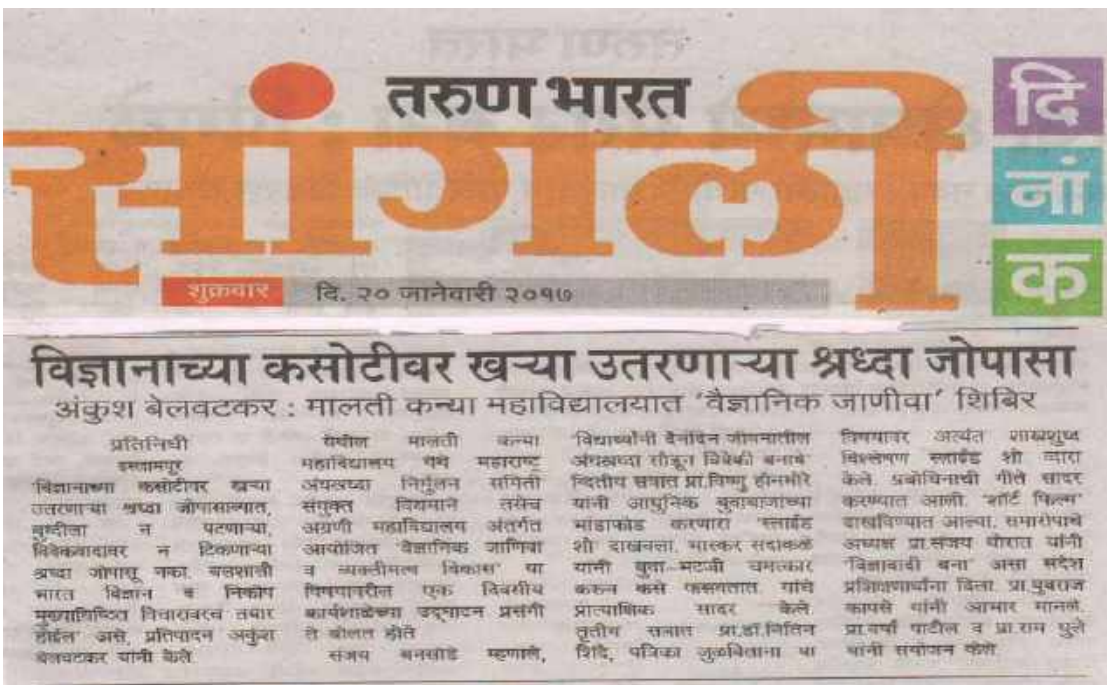 तरुण भारत
सांगली
दि
नां
क
शुक्रवार दि. २० जानेवारी २०१७
विज्ञानाच्या कसोटीवर खऱ्या उतरणाऱ्या श्रध्दा जोपासा
अंकुश बेलवटकर : मालती कन्या महाविद्यालयात 'वैज्ञानिक जाणीवा' शिबिर
प्रतिनिधी
इस्लामपूर
'विज्ञानाच्या कसोटीवर खऱ्या
उतरणाऱ्या श्रध्दा जोपासाव्यात,
बुध्दीला न पटणाऱ्या,
विवेकवादावर न टिकणाऱ्या
श्रध्दा जोपासू नका. बलशाली
भारत विज्ञान व निकोप
मुल्याधिष्ठित विचारावरच तयार
होईल' असे, प्रतिपादन अंकुश
बेलवटकर यांनी केले.
येथील मालती कन्या
महाविद्यालय येथे महाराष्ट्र
अंधश्रध्दा निर्मुलन समिती
संयुक्त विद्यमाने तसेच
अग्रणी महाविद्यालय अंतर्गत
आयोजित 'वैज्ञानिक जाणिवा
व व्यक्तीमत्व विकास' या
विषयावरील एक दिवसीय
कार्यशाळेच्या उद्घाटन प्रसंगी
ते बोलत होते
संजय बनसोडे म्हणाले,
'विद्यार्थ्यांनी दैनंदिन जीवनातील
अंधश्रध्दा सोडून विवेकी बनावे'
व्दितीय सत्रात प्रा.विष्णू होनमोरे
यांनी आधुनिक बुवाबाजांच्या
भांडाफोड करणारा 'स्लाईड
शो दाखवला. भास्कर सदाकळे
यांनी बुवा-भटजी चमत्कार
करुन कसे फसवतात यांचे
प्रात्याक्षिक सादर केले.
तृतीय सत्रात प्रा.डॉ.नितिन
शिंदे, पत्रिका जुळविताना या
विषयावर अत्यंत शास्त्रशुध्द
विश्लेषण स्लाईड शो व्दारा
केले. प्रबोधिनाची गीते सादर
करण्यात आली. 'शॉर्ट फिल्म'
दाखविण्यात आल्या. समारोपाचे
अध्यक्ष प्रा.संजय थोरात यांनी
'विज्ञावादी बना' असा संदेश
प्रशिक्षणार्थींना दिला. प्रा.युवराज
कापसे यांनी आभार मानले.
प्रा.वर्षा पाटील व प्रा.राम घुले
यांनी संयोजन केले.